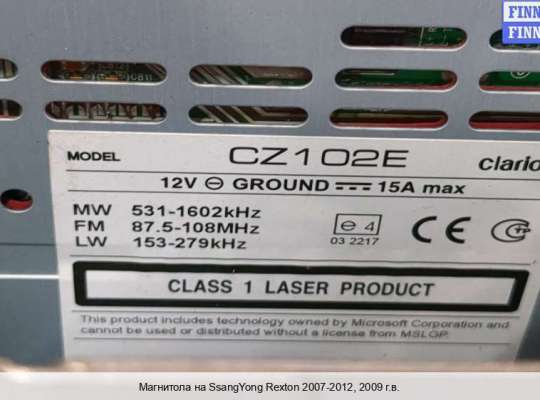 FINN
FINN
MODEL CZ102E clario
12V ⊖ GROUND ⎓ 15A max
MW 531-1602kHz
FM 87.5-108MHz
LW 153-279kHz
e 4
03 2217
CE
CLASS 1 LASER PRODUCT
This product includes technology owned by Microsoft Corporation and
cannot be used or distributed without a license from MSLGP.
Магнитола на SsangYong Rexton 2007-2012, 2009 г.в.